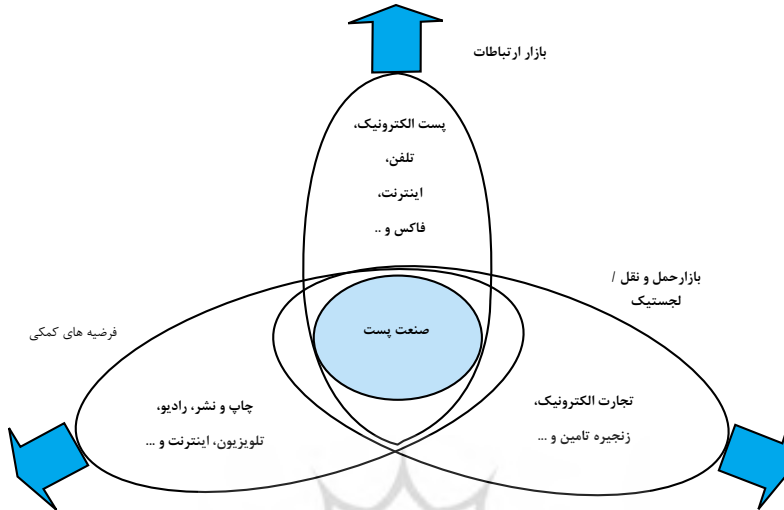 بازار ارتباطات
پست الکترونیک،
تلفن،
اینترنت،
فاکس و ..
بازارحمل و نقل /
لجستیک
صنعت پست
فرضیه های کمکی
تجارت الکترونیک،
زنجیره تامین و ...
چاپ و نشر، رادیو،
تلویزیون، اینترنت و ...